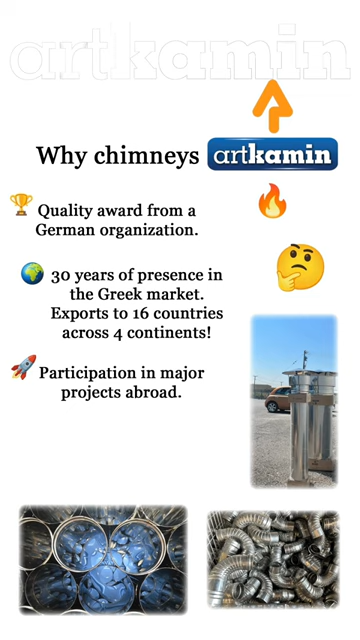 artkamin
Why chimneys artkamin
Quality award from a
German organization.
30 years of presence in
the Greek market.
Exports to 16 countries
across 4 continents!
Participation in major
projects abroad.